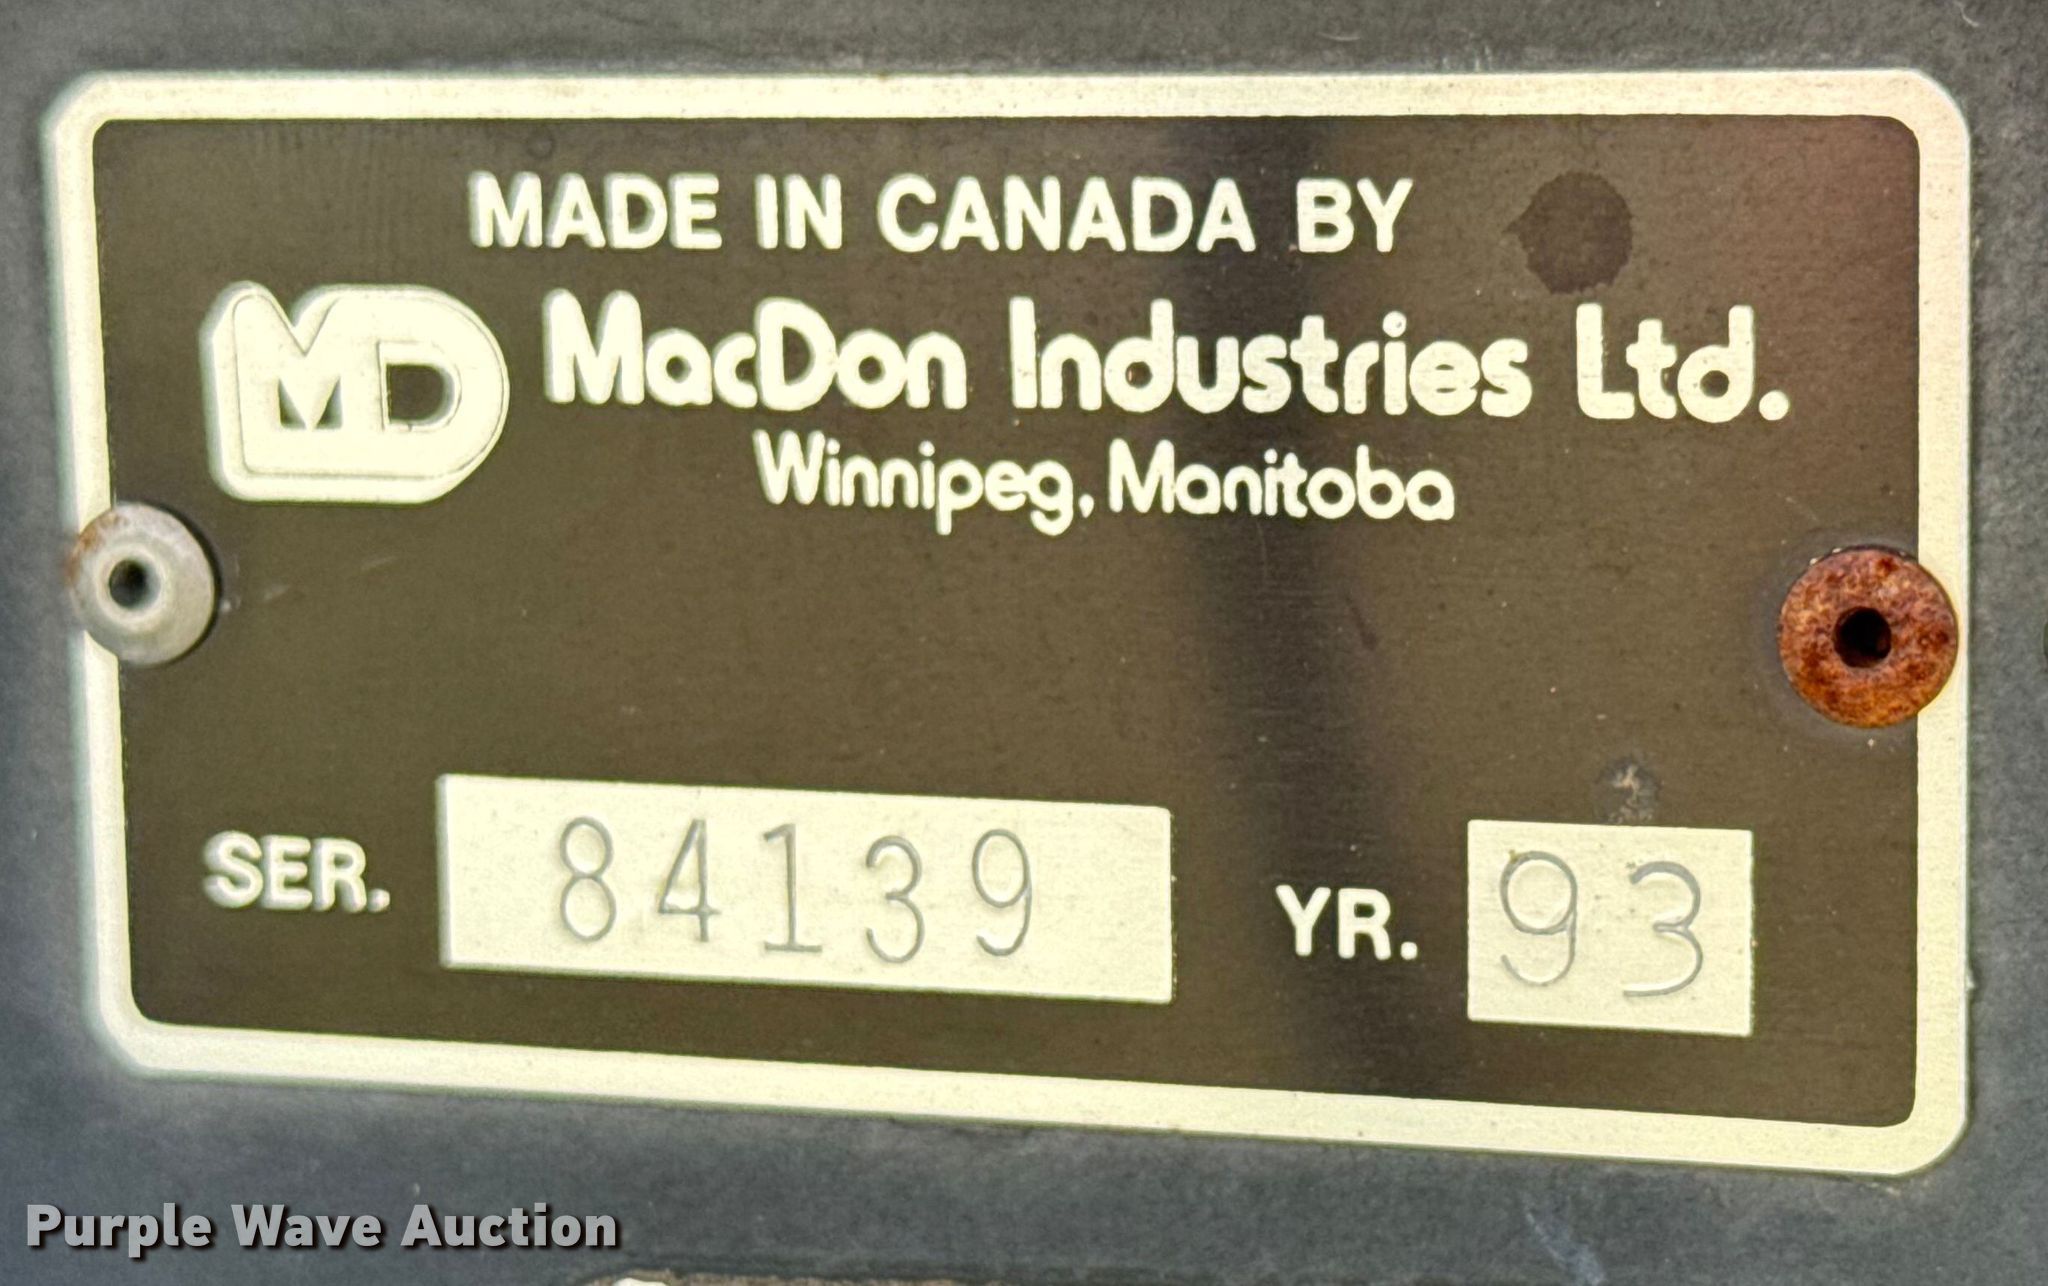 MADE IN CANADA BY
MD MacDon Industries Ltd.
Winnipeg, Manitoba
SER. 84139 YR. 93
Purple Wave Auction